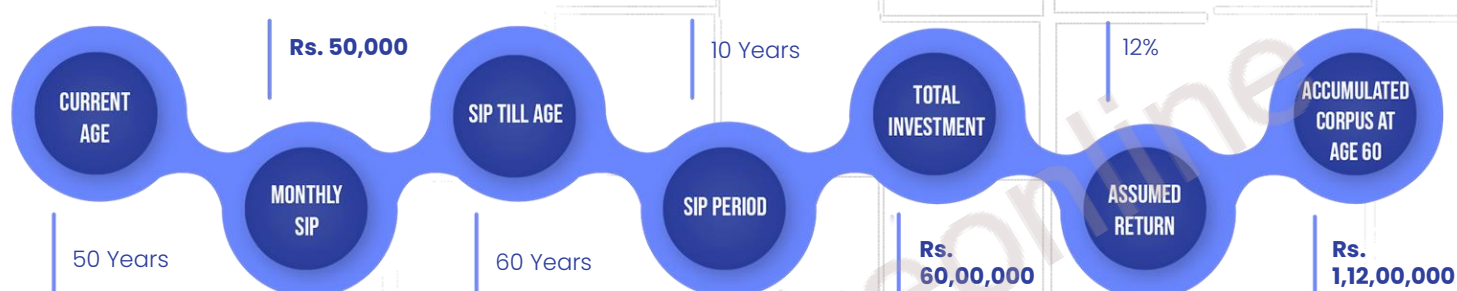 CURRENT
AGE
50 Years
Rs. 50,000
MONTHLY
SIP
SIP TILL AGE
60 Years
10 Years
SIP PERIOD
TOTAL
INVESTMENT
Rs.
60,00,000
12%
ASSUMED
RETURN
ACCUMULATED
CORPUS AT
AGE 60
Rs.
1,12,00,000
eonline